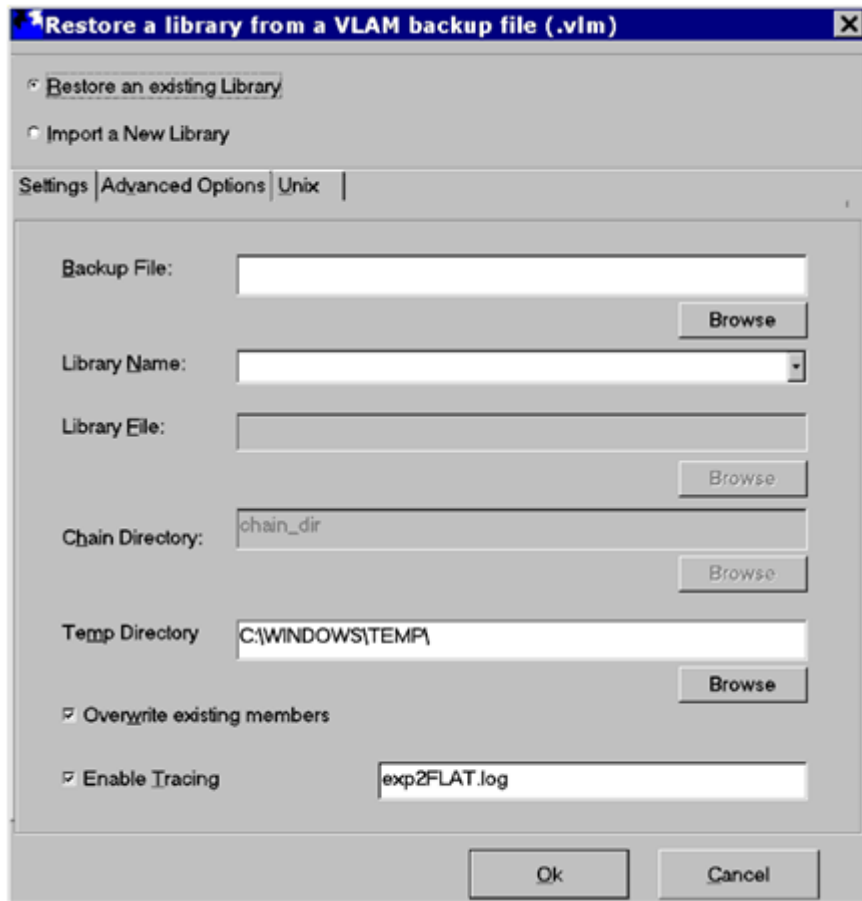 Restore a library from a VLAM backup file (.vlm)
Restore an existing Library
Import a New Library
Settings Advanced Options Unix
Backup File:
Browse
Library Name:
Library File:
Browse
Chain Directory: chain_dir
Browse
Temp Directory C:\WINDOWS\TEMP\
Browse
Overwrite existing members
Enable Tracing exp2FLAT.log
Ok Cancel